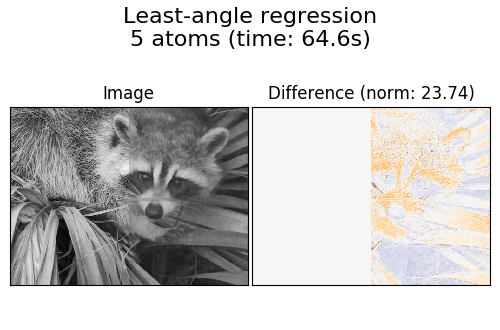 Least-angle regression
5 atoms (time: 64.6s)
Image
Difference (norm: 23.74)